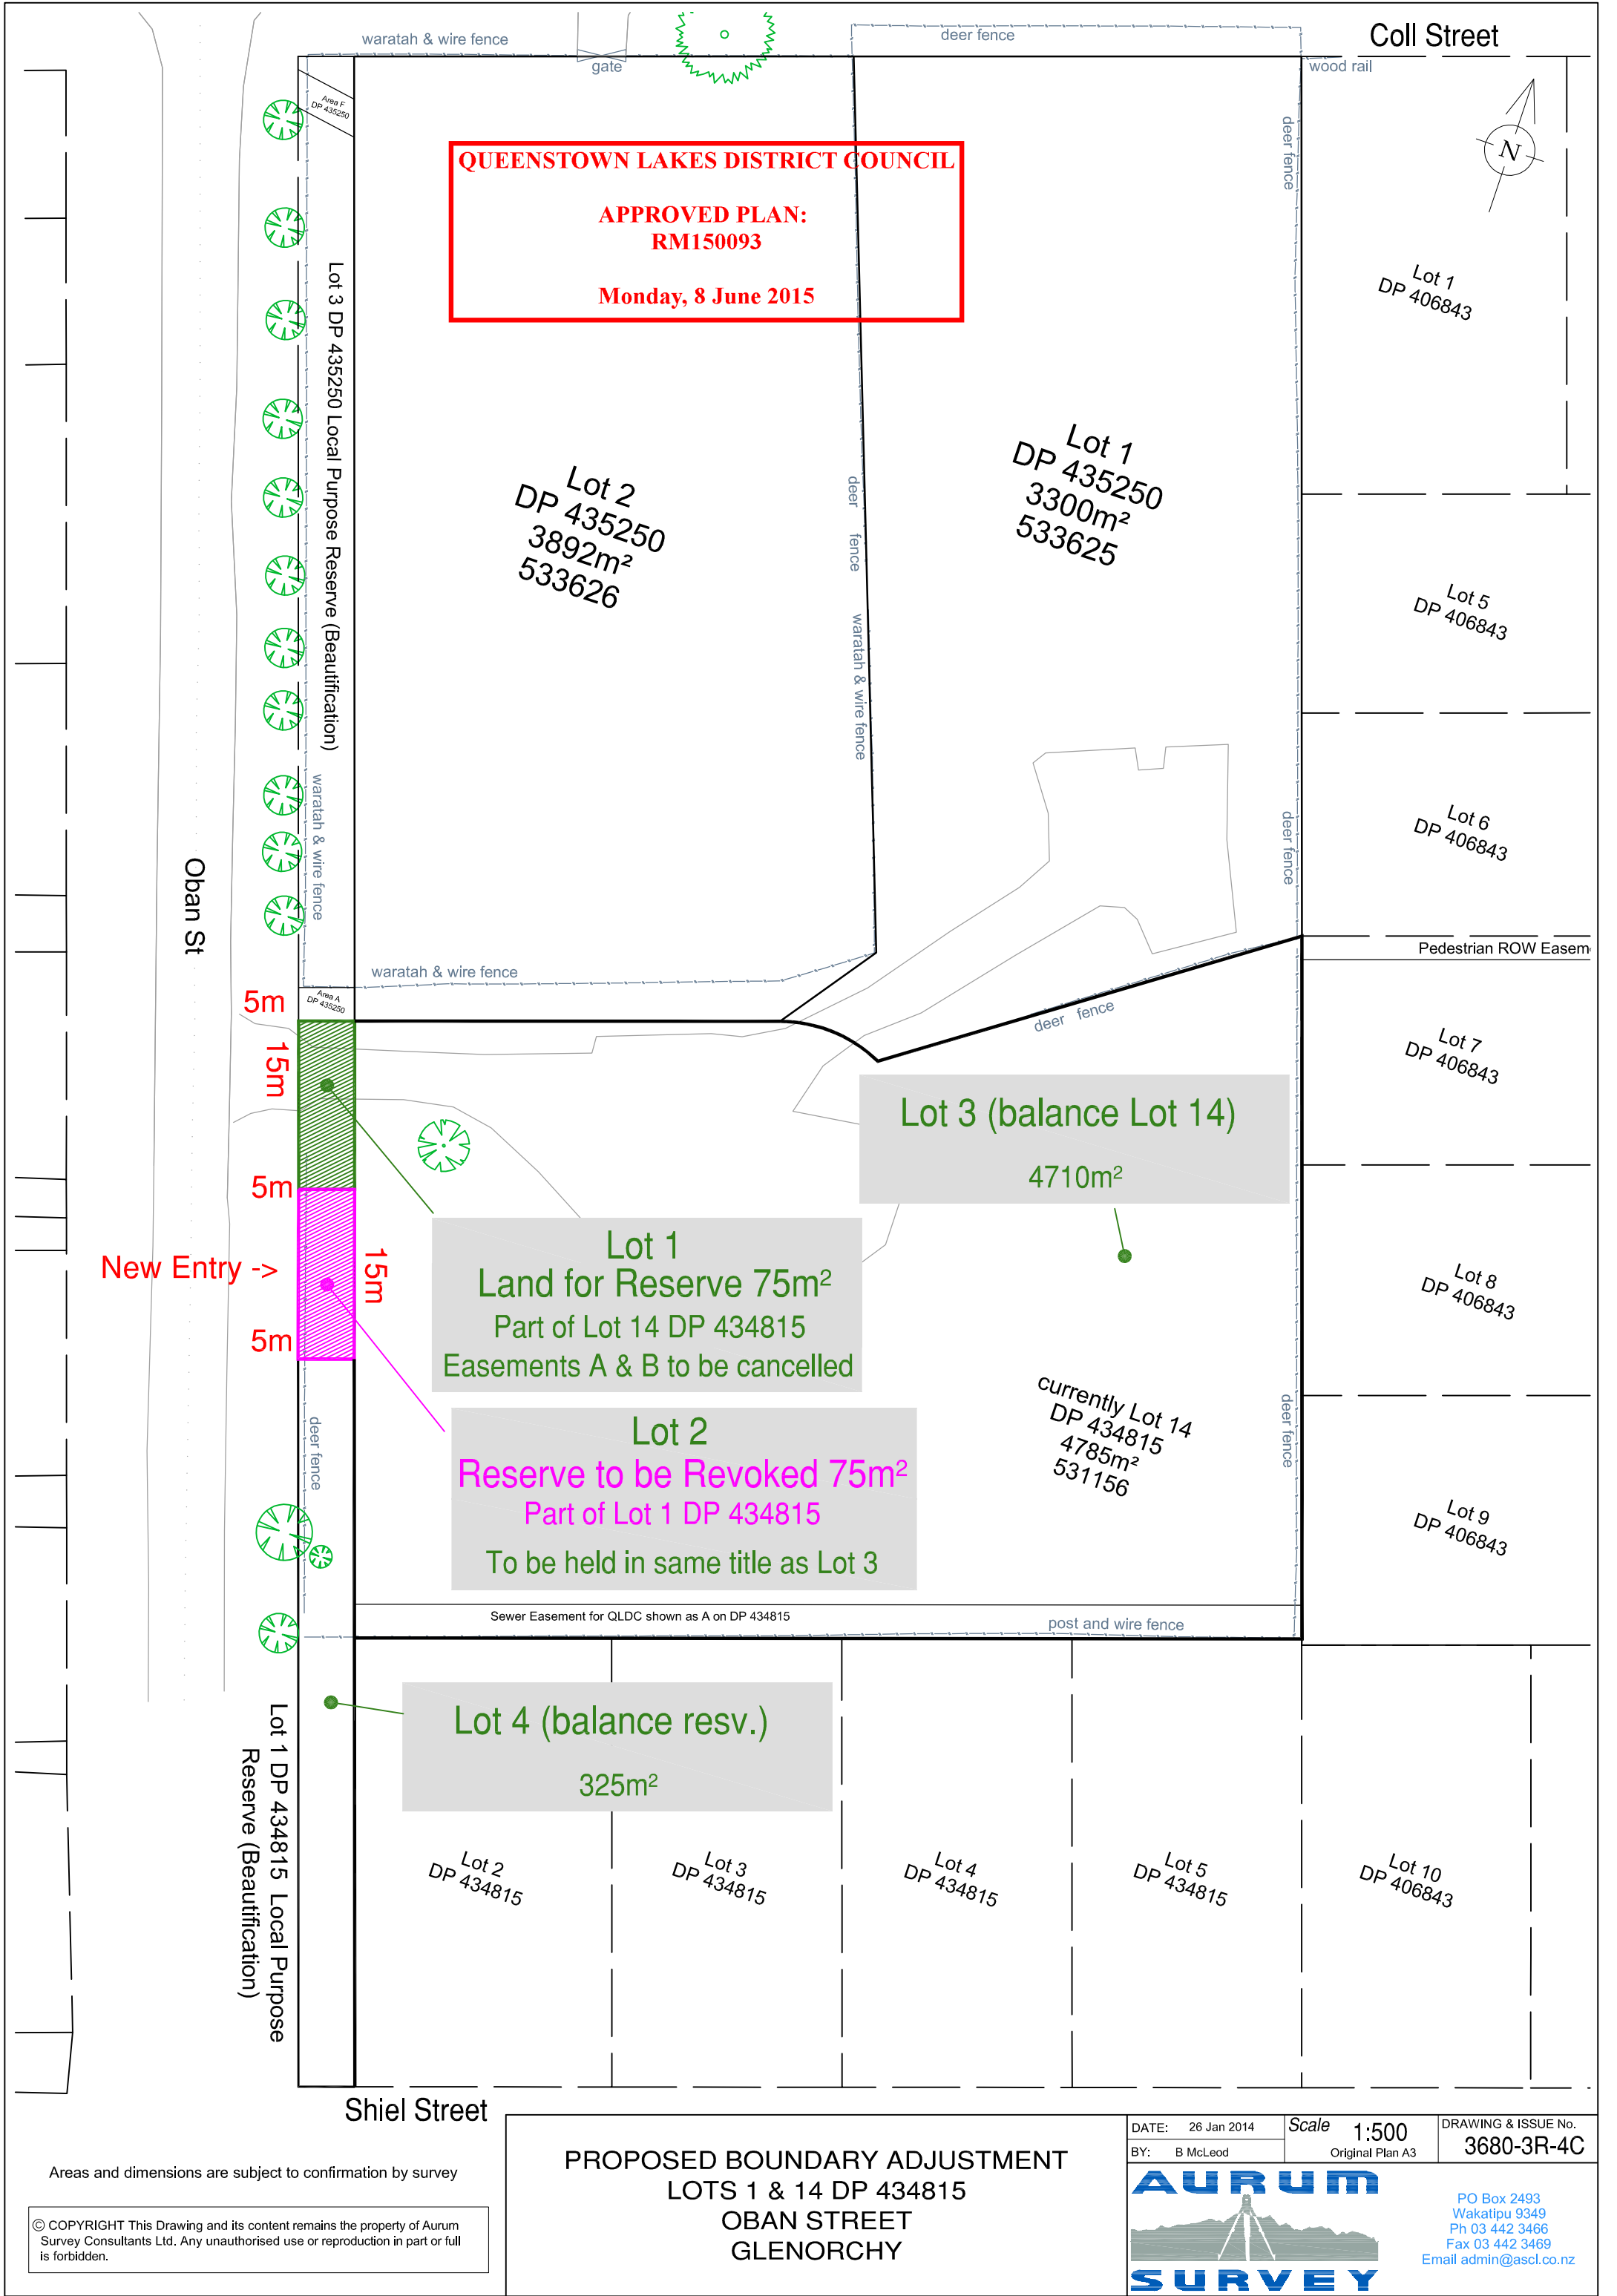 Coll Street
waratah & wire fence
gate
deer fence
wood rail
Area F
DP 435250
deer fence
N
QUEENSTOWN LAKES DISTRICT COUNCIL
APPROVED PLAN:
RM150093
Monday, 8 June 2015
Lot 3 DP 435250 Local Purpose Reserve (Beautification)
Lot 1
DP 406843
Lot 2
DP 435250
3892m²
533626
Lot 1
DP 435250
3300m²
533625
deer fence
waratah & wire fence
Lot 5
DP 406843
waratah & wire fence
deer fence
Lot 6
DP 406843
Oban St
Pedestrian ROW Easem
waratah & wire fence
Area A
DP 435250
5m
15m
deer fence
Lot 7
DP 406843
Lot 3 (balance Lot 14)
4710m²
5m
New Entry ->
15m
5m
Lot 1
Land for Reserve 75m²
Part of Lot 14 DP 434815
Easements A & B to be cancelled
Lot 8
DP 406843
Lot 2
Reserve to be Revoked 75m²
Part of Lot 1 DP 434815
To be held in same title as Lot 3
currently Lot 14
DP 434815
4785m²
531156
deer fence
deer fence
Lot 9
DP 406843
Sewer Easement for QLDC shown as A on DP 434815
post and wire fence
Lot 4 (balance resv.)
325m²
Lot 1 DP 434815 Local Purpose
Reserve (Beautification)
Lot 2
DP 434815
Lot 3
DP 434815
Lot 4
DP 434815
Lot 5
DP 434815
Lot 10
DP 406843
Shiel Street
Areas and dimensions are subject to confirmation by survey
© COPYRIGHT This Drawing and its content remains the property of Aurum
Survey Consultants Ltd. Any unauthorised use or reproduction in part or full
is forbidden.
PROPOSED BOUNDARY ADJUSTMENT
LOTS 1 & 14 DP 434815
OBAN STREET
GLENORCHY
DATE: 26 Jan 2014
BY: B McLeod
Scale 1:500
Original Plan A3
DRAWING & ISSUE No.
3680-3R-4C
AURUM
SURVEY
PO Box 2493
Wakatipu 9349
Ph 03 442 3466
Fax 03 442 3469
Email admin@ascl.co.nz